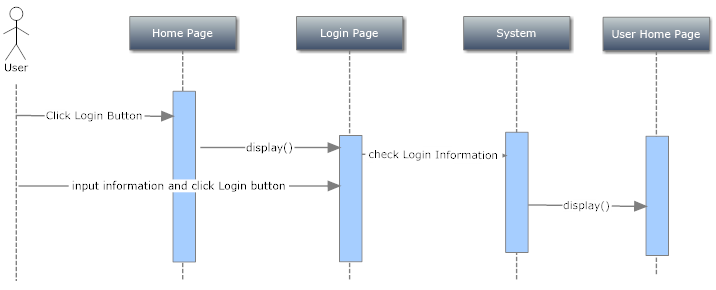 Home Page
Login Page
System
User Home Page
User
Click Login Button
display()
check Login Information
input information and click Login button
display()